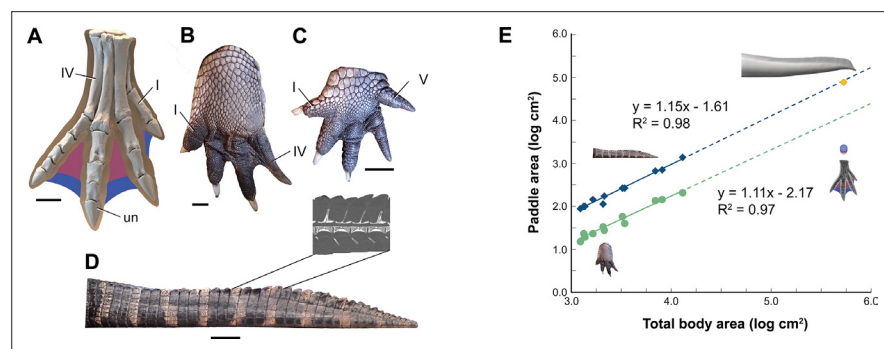 A
IV
I
un
B
I
IV
C
I
V
D
E
6.0
5.0
4.0
3.0
2.0
1.0
0.0
3.0
4.0
5.0
6.0
Paddle area (log cm²)
Total body area (log cm²)
y = 1.15x - 1.61
R² = 0.98
y = 1.11x - 2.17
R² = 0.97